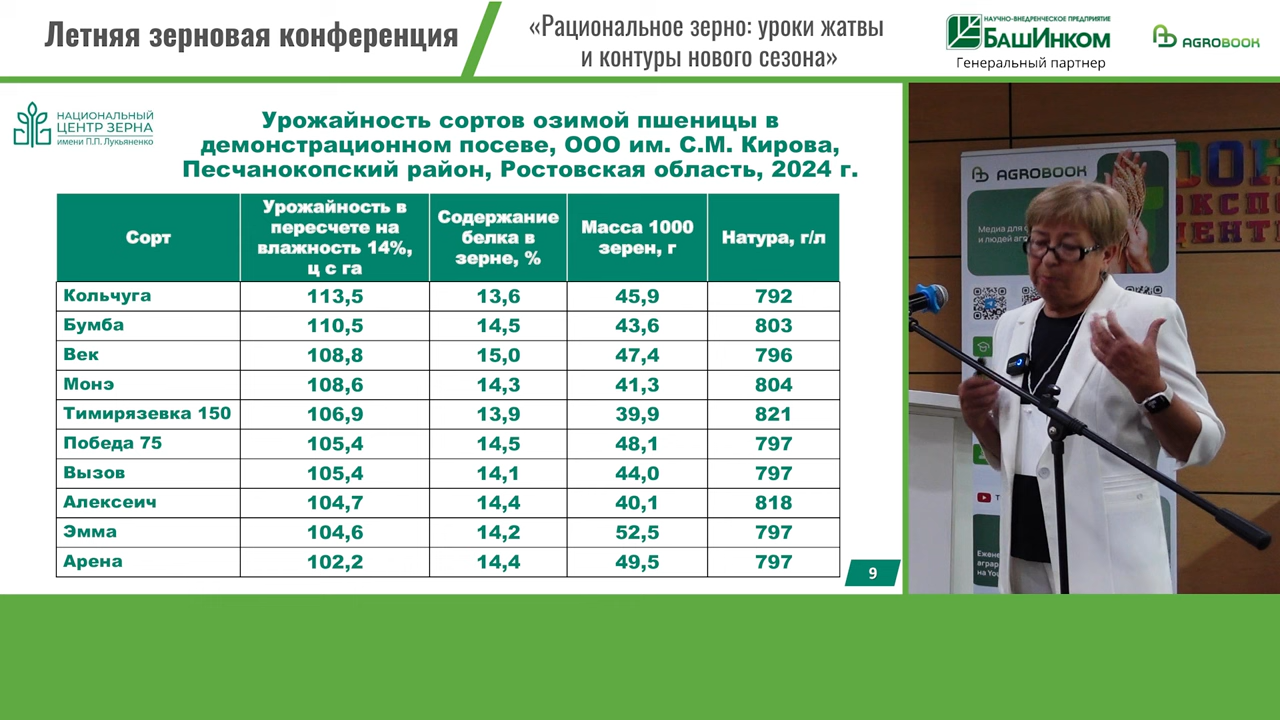 Летняя зерновая конференция
«Рациональное зерно: уроки жатвы
и контуры нового сезона»
НАУЧНО-ВНЕДРЕНЧЕСКОЕ ПРЕДПРИЯТИЕ
БашИнком
Генеральный партнер
AGROBOOK
НАЦИОНАЛЬНЫЙ
ЦЕНТР ЗЕРНА
имени П.П. Лукьяненко
Урожайность сортов озимой пшеницы в
демонстрационном посеве, ООО им. С.М. Кирова,
Песчанокопский район, Ростовская область, 2024 г.
Сорт
Урожайность в
пересчете на
влажность 14%,
ц с га
Содержание
белка в
зерне, %
Масса 1000
зерен, г
Натура, г/л
Кольчуга 113,5 13,6 45,9 792
Бумба 110,5 14,5 43,6 803
Век 108,8 15,0 47,4 796
Монэ 108,6 14,3 41,3 804
Тимирязевка 150 106,9 13,9 39,9 821
Победа 75 105,4 14,5 48,1 797
Вызов 105,4 14,1 44,0 797
Алексеич 104,7 14,4 40,1 818
Эмма 104,6 14,2 52,5 797
Арена 102,2 14,4 49,5 797
9
AGROBOOK
Медиа для
и людей